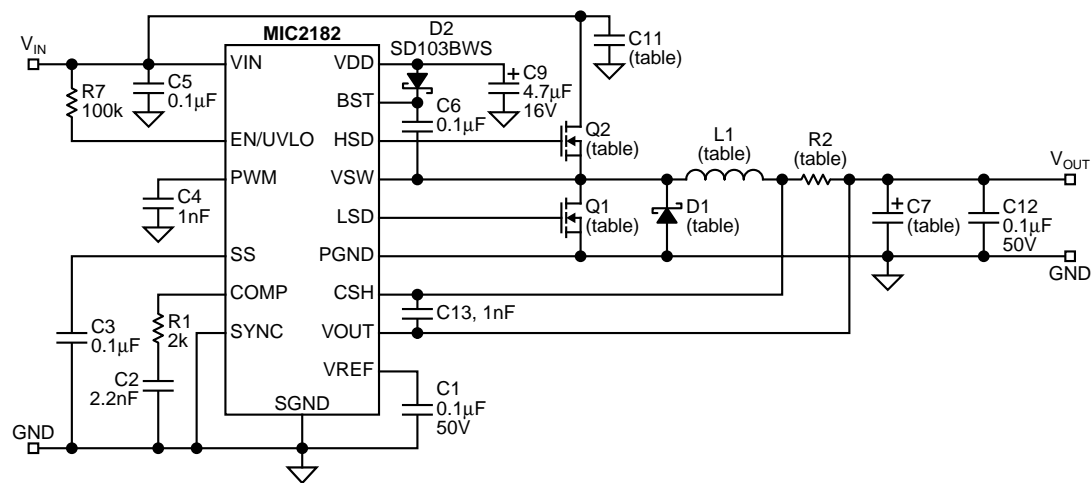 MIC2182
D2
SD103BWS
C11
(table)
V_IN
VIN
VDD
C5
0.1µF
R7
100k
C9
4.7µF
16V
BST
C6
0.1µF
EN/UVLO
HSD
Q2
(table)
L1
(table)
R2
(table)
V_OUT
PWM
VSW
C4
1nF
LSD
Q1
(table)
D1
(table)
C7
(table)
C12
0.1µF
50V
SS
PGND
GND
COMP
CSH
C13, 1nF
C3
0.1µF
R1
2k
SYNC
VOUT
C2
2.2nF
VREF
C1
0.1µF
50V
SGND
GND